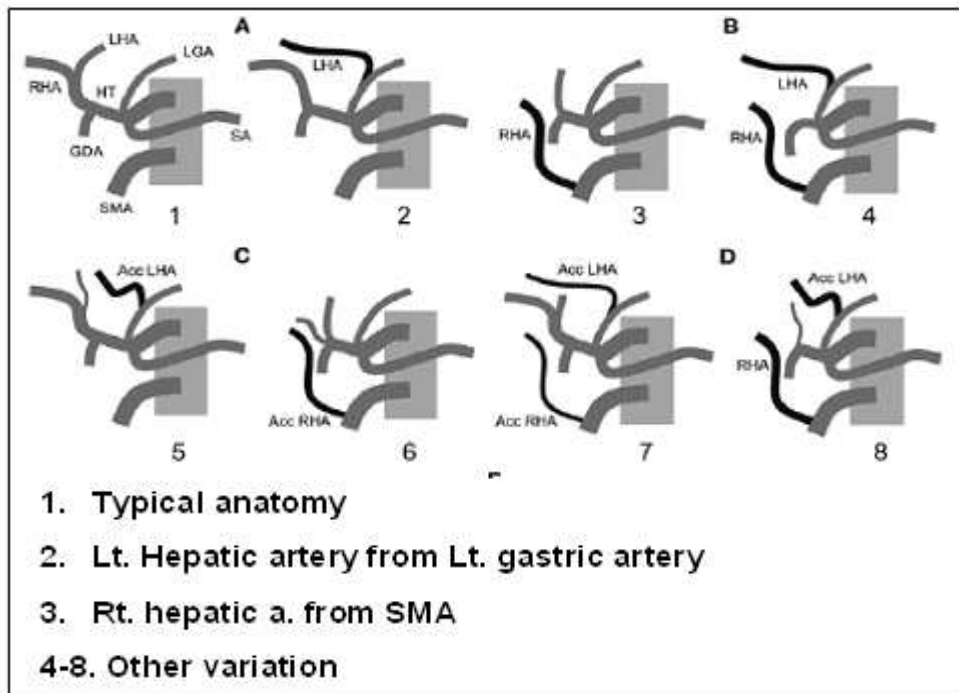 A
B
LHA
LGA
RHA
HT
LHA
LHA
RHA
RHA
GDA
SA
SMA
1
2
3
4
C
D
Acc LHA
Acc LHA
Acc LHA
RHA
Acc RHA
Acc RHA
5
6
7
8
1. Typical anatomy
2. Lt. Hepatic artery from Lt. gastric artery
3. Rt. hepatic a. from SMA
4-8. Other variation